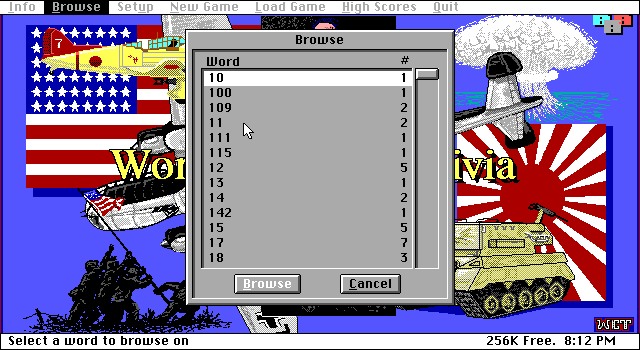 Info Browse Setup New Game Load Game High Scores Quit
Browse
Word #
10 1
100 1
109 2
11 2
111 1
115 1
12 5
13 1
14 2
142 1
15 5
17 7
18 3
Browse Cancel
Wor ivia
7
WCT
Select a word to browse on 256K Free. 8:12 PM